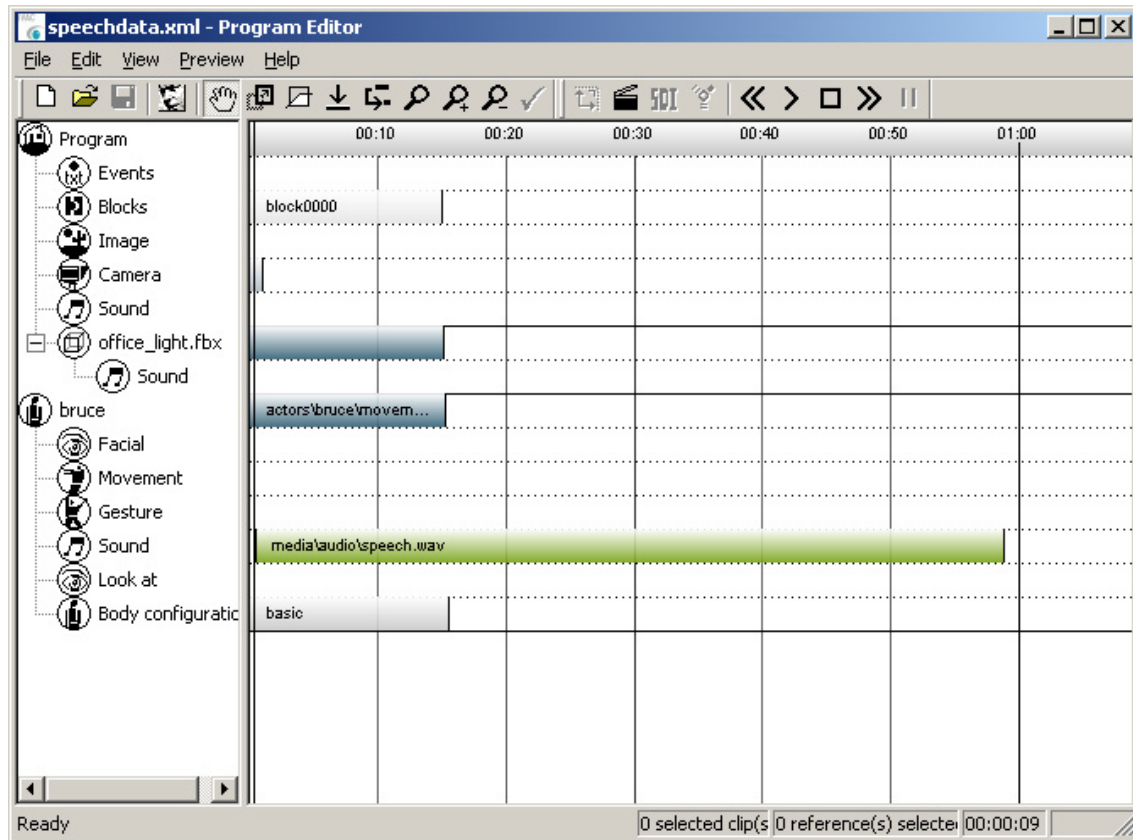 speechdata.xml - Program Editor
File Edit View Preview Help
SDI
00:10 00:20 00:30 00:40 00:50 01:00
Program
Events
txt
Blocks
block0000
Image
Camera
Sound
office_light.fbx
Sound
bruce
actors\bruce\movem...
Facial
Movement
Gesture
Sound
media\audio\speech.wav
Look at
Body configuratic
basic
Ready
0 selected clip(s 0 reference(s) selecte 00:00:09